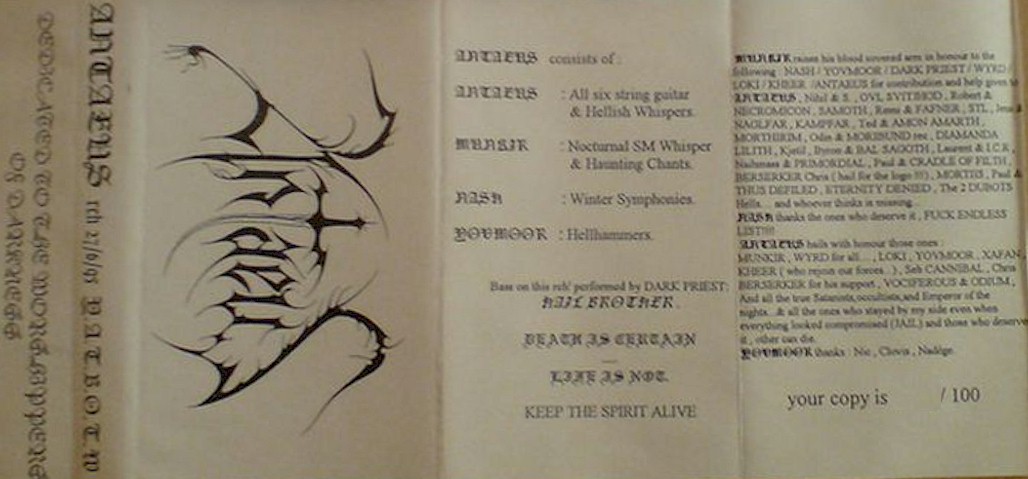 DEDICATED TO THE WORSHIPPERS
Of DARKNESS
ANTAEUS reh 27/6/95
ANTAEUS
ANTAEUS consists of :
ANTAEUS : All six string guitar
& Hellish Whispers.
MUNKIR : Nocturnal SM Whisper
& Haunting Chants.
NASH : Winter Symphonies.
YOVMOOR : Hellhammers.
Bass on this reh' performed by DARK PRIEST:
HAIL BROTHER .
DEATH IS CERTAIN
LIFE IS NOT.
KEEP THE SPIRIT ALIVE
MUNKIR raises his blood covered arm in honour to the
following : NASH / YOVMOOR / DARK PRIEST / WYRD /
LOKI / KHEER /ANTAEUS for contribution and help given to
ANTAEUS , Nihil & S. , OVL SVITHIOD , Robert &
NECROMICON , SAMOTH , Remi & FAFNER , STL , &
NAGLFAR , KAMPFAR , Ted & AMON AMARTH ,
MORTHIRIM , Odin & MORIBUND rec , DIAMANDA
LILITH , Kjetil , Byron & BAL SAGOTH , Laurent & I.C.R ,
& PRIMORDIAL , Paul & CRADLE OF FILTH ,
BERSERKER Chris ( hail for the logo !!!) , MORTIIS , Paul &
THUS DEFILED , ETERNITY DENIED , The 2 DUBOTS
Hells.... and whoever thinks is missing...
NASH thanks the ones who deserve it , FUCK ENDLESS
LIST!!!!
ANTAEUS hails with honour those ones :
MUNKIR , WYRD for all... , LOKI , YOVMOOR , XAFAN,
KHEER ( who rejoin our forces...) , Seb CANNIBAL , Chris
BERSERKER for his support , VOCIFEROUS & ODIUM ,
And all the true Satanists,occultists,and Emperor of the
nights...& all the ones who stayed by my side even when
everything looked compromised (JAIL) and those who deserve
it , other can die.
YOVMOOR thanks : Nic , Clovis , Nadège.
your copy is / 100